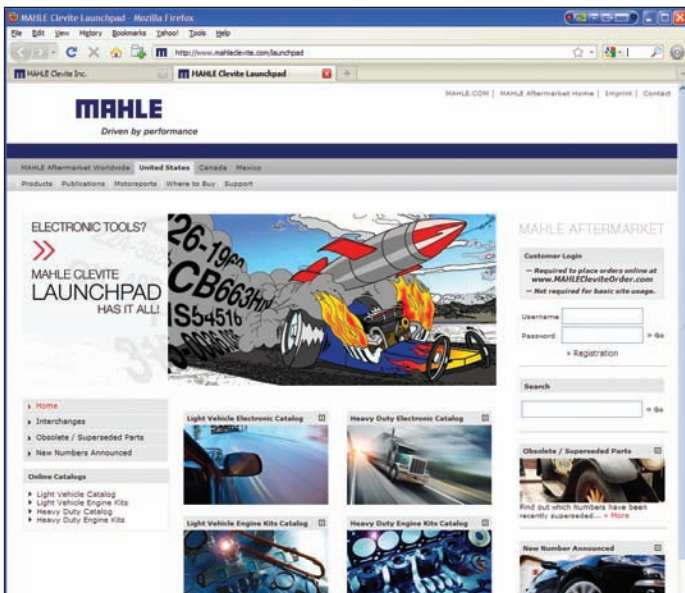 MAHLE Clevite Launchpad - Mozilla Firefox
File Edit View History Bookmarks Yahoo! Tools Help
http://www.mahleclevite.com/launchpad
MAHLE Clevite Inc.
MAHLE Clevite Launchpad
MAHLE.COM | MAHLE Aftermarket Home | Imprint | Contact
MAHLE
Driven by performance
MAHLE Aftermarket Worldwide United States Canada Mexico
Products Publications Motorsports Where to Buy Support
ELECTRONIC TOOLS?
MAHLE CLEVITE
LAUNCHPAD
HAS IT ALL!
226-1960
CB663HN
MAHLE AFTERMARKET
Customer Login
— Required to place orders online at
www.MAHLECleviteOrder.com
— Not required for basic site usage.
Username
Password » Go
» Registration
Search
» Go
Home
Interchanges
Obsolete / Superseded Parts
New Numbers Announced
Online Catalogs
Light Vehicle Catalog
Light Vehicle Engine Kits
Heavy Duty Catalog
Heavy Duty Engine Kits
Light Vehicle Electronic Catalog
Heavy Duty Electronic Catalog
Light Vehicle Engine Kits Catalog
Heavy Duty Engine Kits Catalog
Obsolete / Superseded Parts
Find out which numbers have been
recently superseded... » More
New Number Announced